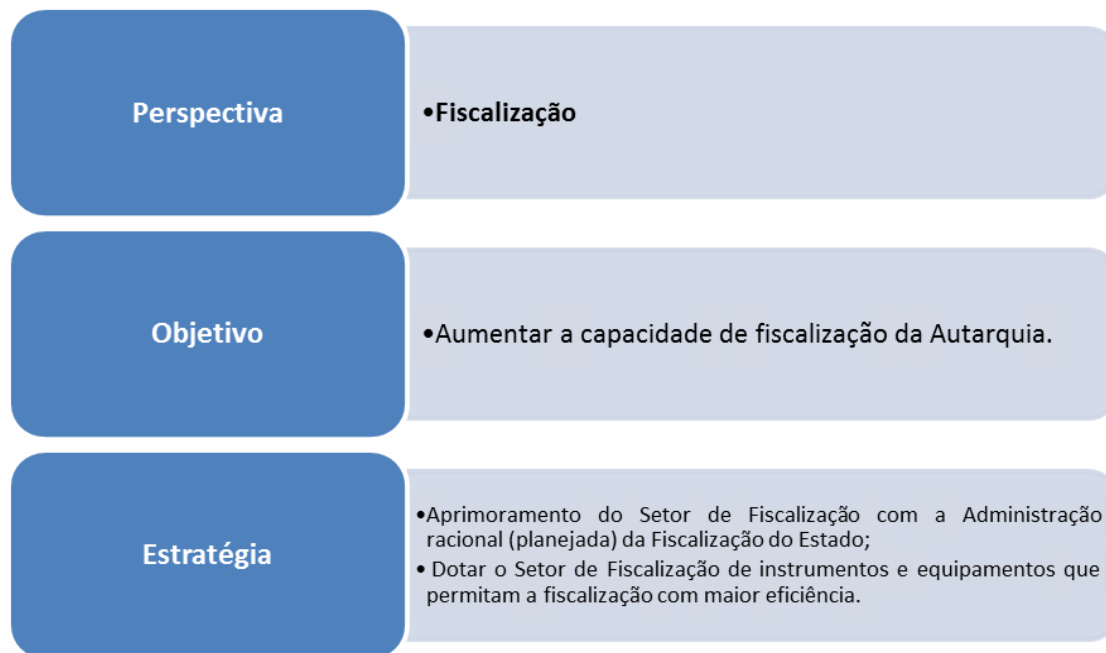 Perspectiva
•Fiscalização
Objetivo
•Aumentar a capacidade de fiscalização da Autarquia.
Estratégia
•Aprimoramento do Setor de Fiscalização com a Administração
racional (planejada) da Fiscalização do Estado;
• Dotar o Setor de Fiscalização de instrumentos e equipamentos que
permitam a fiscalização com maior eficiência.